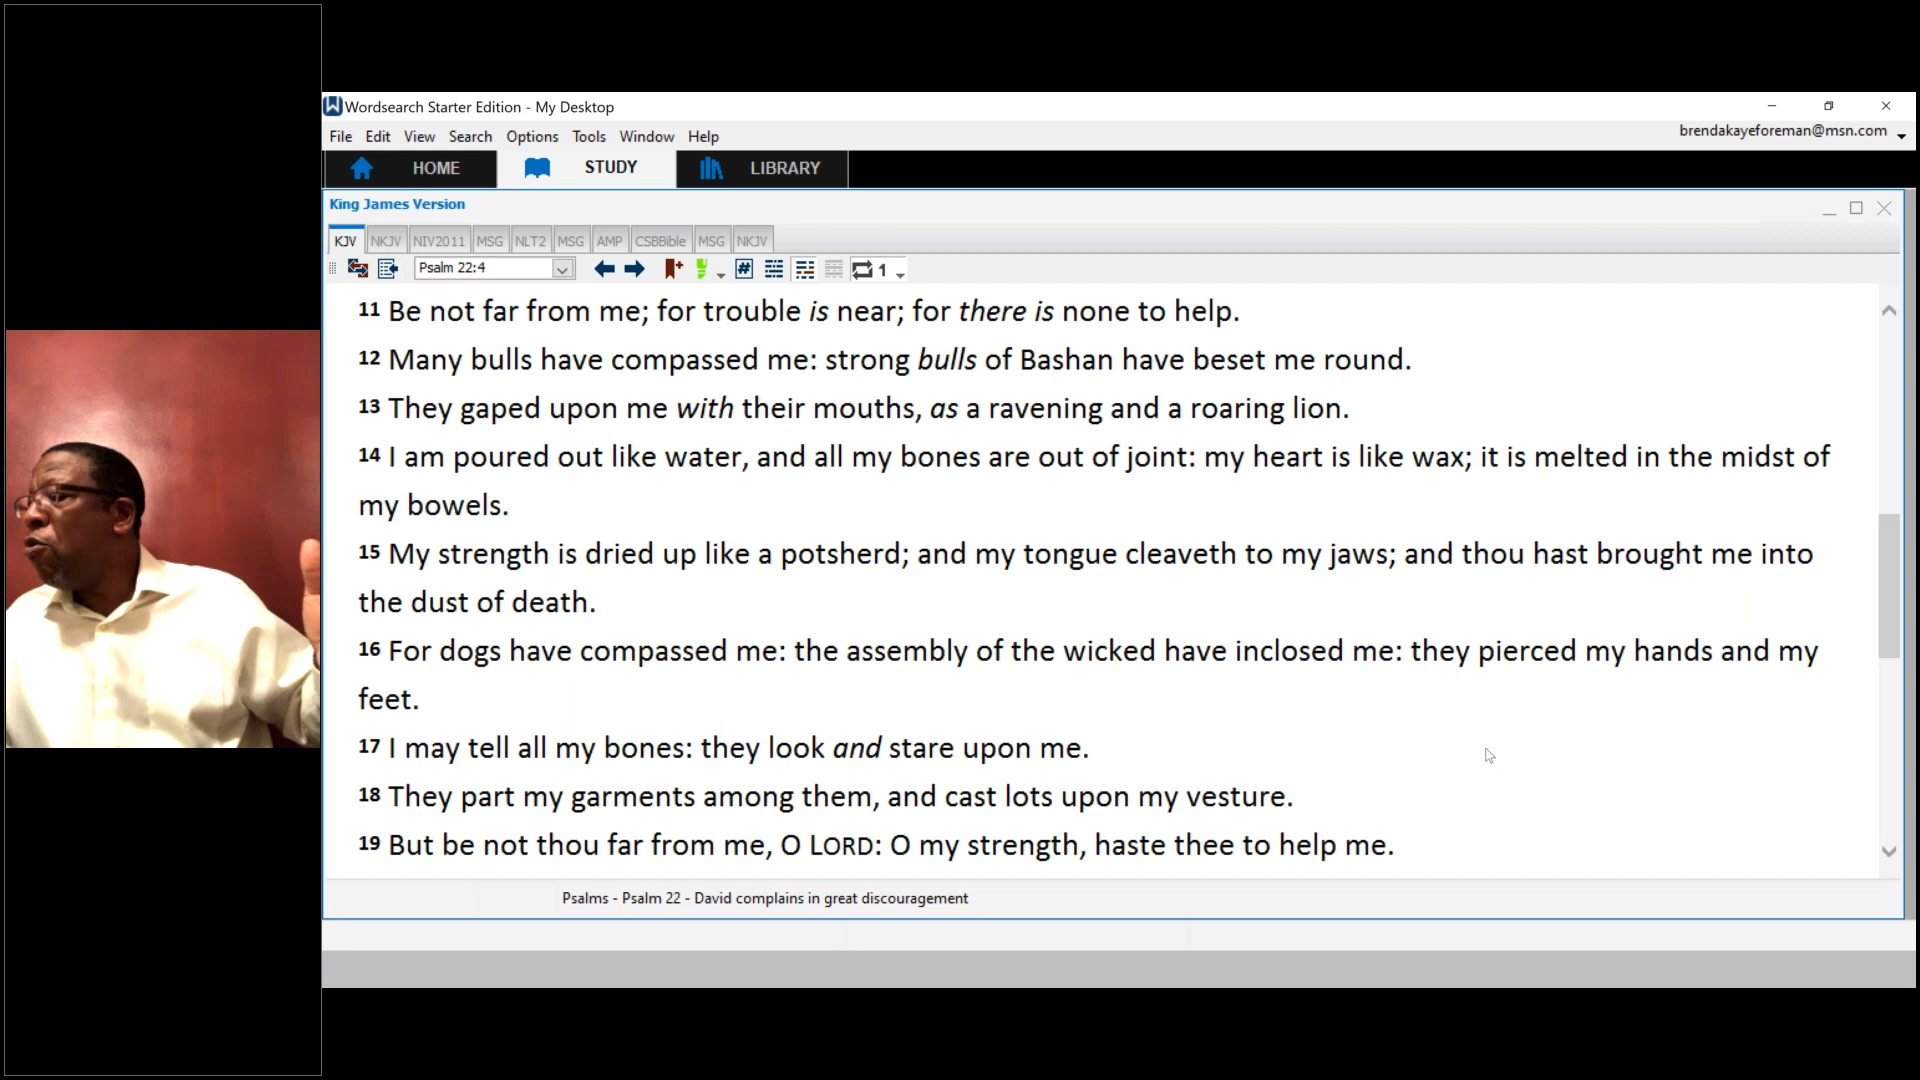 Wordsearch Starter Edition - My Desktop
File Edit View Search Options Tools Window Help
brendakayeforeman@msn.com
HOME STUDY LIBRARY
King James Version
KJV NKJV NIV2011 MSG NLT2 MSG AMP CSBBible MSG NKJV
Psalm 22:4
1
11 Be not far from me; for trouble is near; for there is none to help.
12 Many bulls have compassed me: strong bulls of Bashan have beset me round.
13 They gaped upon me with their mouths, as a ravening and a roaring lion.
14 I am poured out like water, and all my bones are out of joint: my heart is like wax; it is melted in the midst of
my bowels.
15 My strength is dried up like a potsherd; and my tongue cleaveth to my jaws; and thou hast brought me into
the dust of death.
16 For dogs have compassed me: the assembly of the wicked have inclosed me: they pierced my hands and my
feet.
17 I may tell all my bones: they look and stare upon me.
18 They part my garments among them, and cast lots upon my vesture.
19 But be not thou far from me, O LORD: O my strength, haste thee to help me.
Psalms - Psalm 22 - David complains in great discouragement